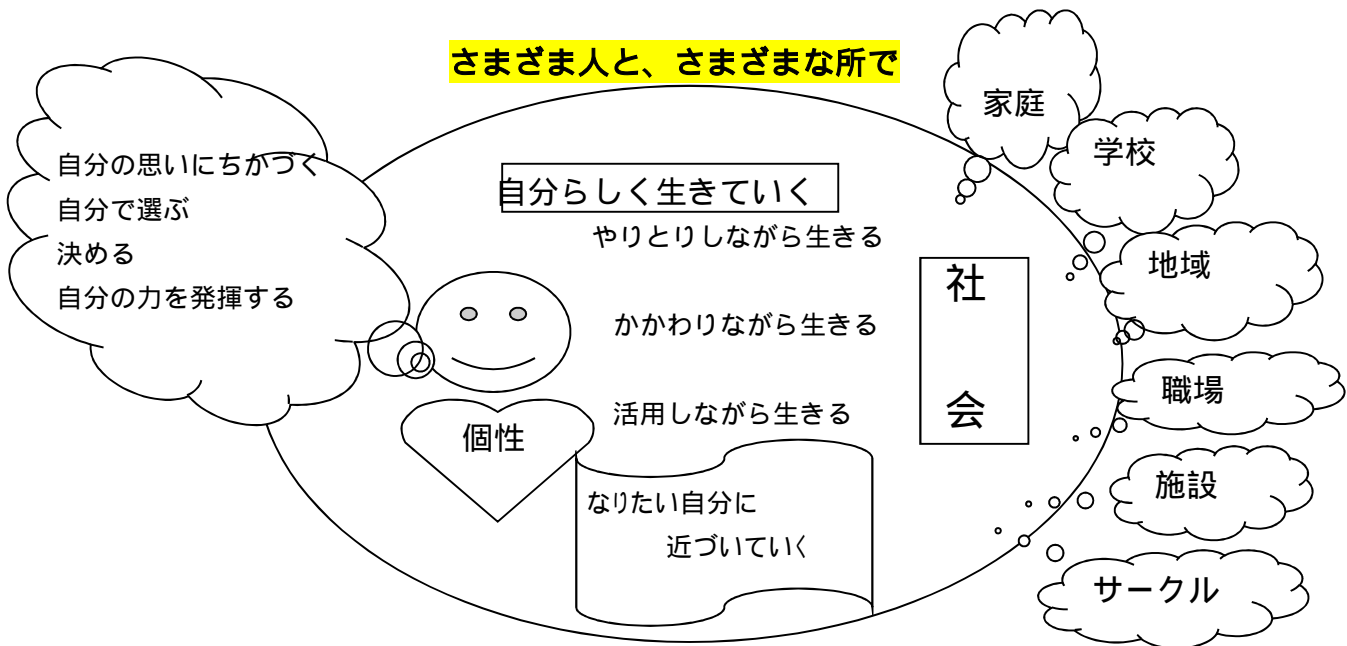 さまざま人と、さまざまな所で
自分の思いにちかづく
自分で選ぶ
決める
自分の力を発揮する
自分らしく生きていく
やりとりしながら生きる
かかわりながら生きる
活用しながら生きる
個性
なりたい自分に
近づいていく
社
会
家庭
学校
地域
職場
施設
サークル